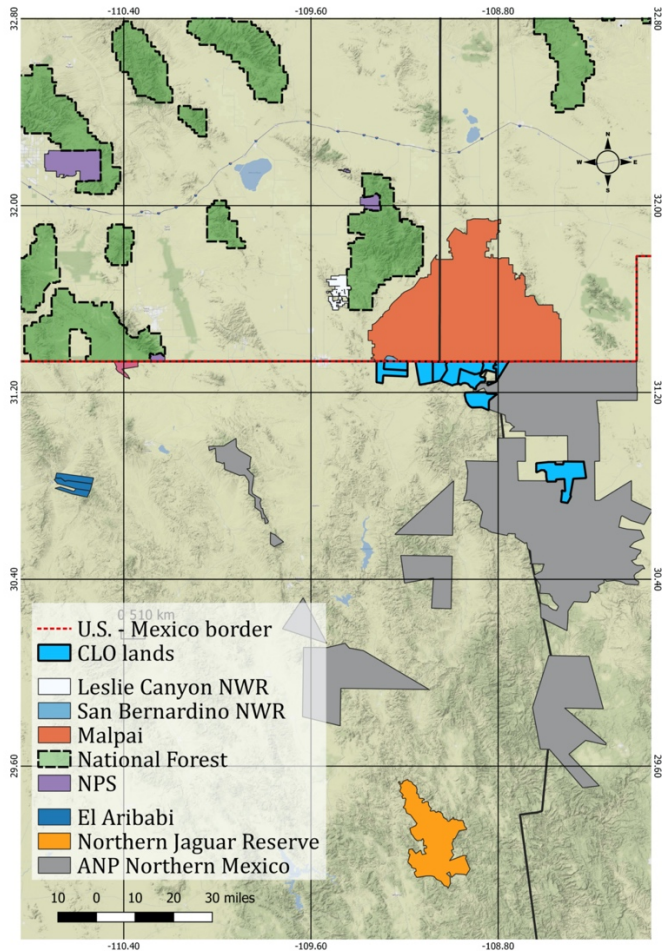 -110.40 -109.60 -108.80
32.80 32.80
N
W E
S
32.00 32.00
31.20 31.20
30.40 30.40
0 510 km
U.S. - Mexico border
CLO lands
Leslie Canyon NWR
San Bernardino NWR
Malpai
National Forest
NPS
29.60 29.60
El Aribabi
Northern Jaguar Reserve
ANP Northern Mexico
10 0 10 20 30 miles
-110.40 -109.60 -108.80